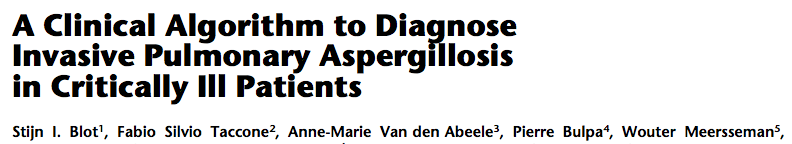 A Clinical Algorithm to Diagnose
Invasive Pulmonary Aspergillosis
in Critically Ill Patients
Stijn I. Blot¹, Fabio Silvio Taccone², Anne-Marie Van den Abeele³, Pierre Bulpa⁴, Wouter Meersseman⁵,